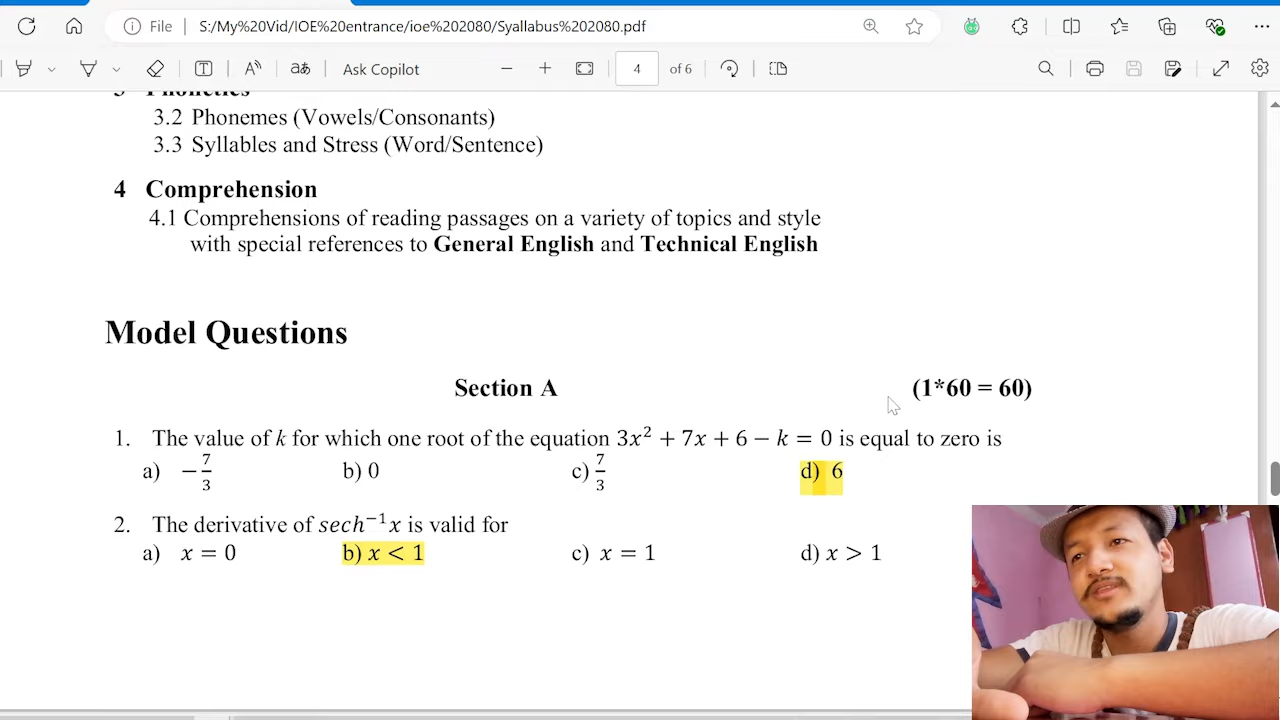 File S:/My%20Vid/IOE%20entrance/ioe%202080/Syallabus%202080.pdf
Ask Copilot 4 of 6
3 Phonetics
3.2 Phonemes (Vowels/Consonants)
3.3 Syllables and Stress (Word/Sentence)
4 Comprehension
4.1 Comprehensions of reading passages on a variety of topics and style
with special references to General English and Technical English
Model Questions
Section A (1*60 = 60)
1. The value of k for which one root of the equation 3x² + 7x + 6 − k = 0 is equal to zero is
a) −7/3 b) 0 c) 7/3 d) 6
2. The derivative of sech⁻¹x is valid for
a) x = 0 b) x < 1 c) x = 1 d) x > 1